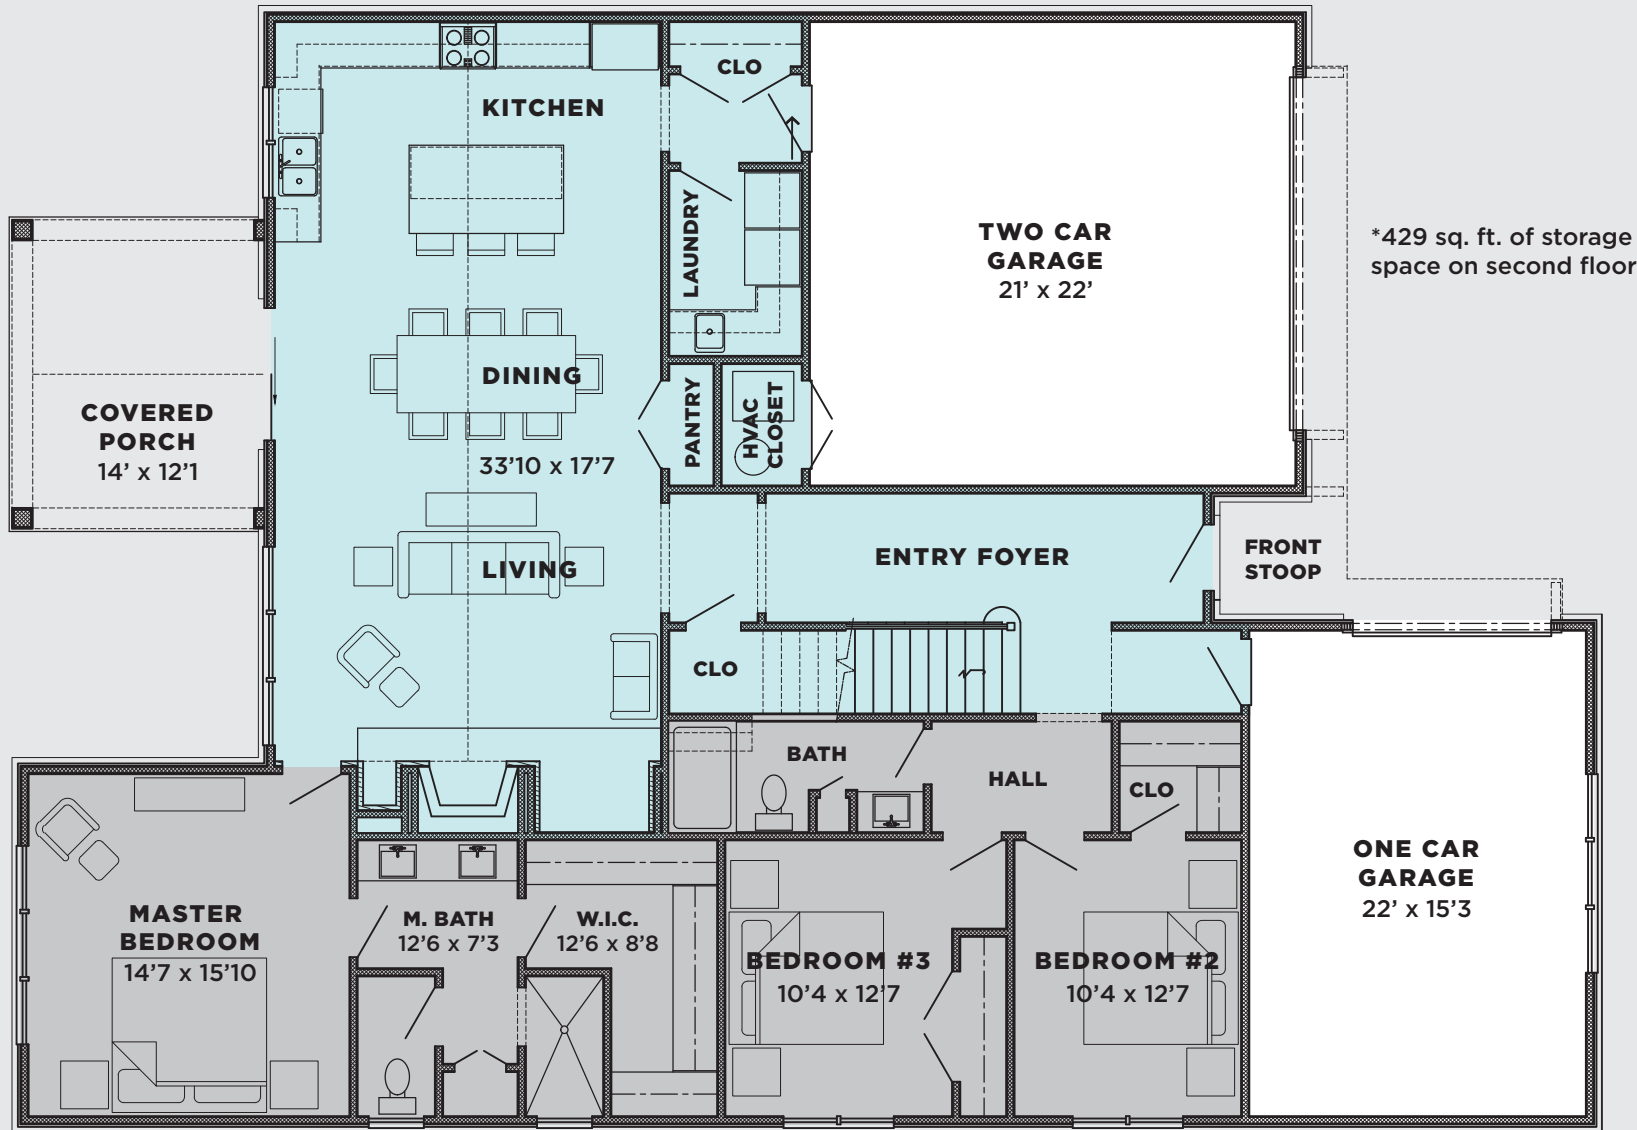 CLO
KITCHEN
LAUNDRY
TWO CAR
GARAGE
21’ x 22’
*429 sq. ft. of storage
space on second floor
DINING
PANTRY
HVAC
CLOSET
COVERED
PORCH
14’ x 12’1
33’10 x 17’7
LIVING
ENTRY FOYER
FRONT
STOOP
CLO
BATH
HALL
CLO
ONE CAR
GARAGE
22’ x 15’3
MASTER
BEDROOM
14’7 x 15’10
M. BATH
12’6 x 7’3
W.I.C.
12’6 x 8’8
BEDROOM #3
10’4 x 12’7
BEDROOM #2
10’4 x 12’7